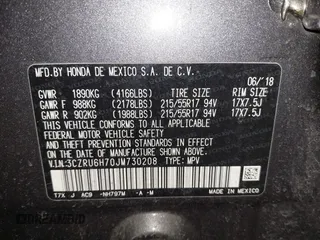 MFD.BY HONDA DE MEXICO S.A. DE C.V.
06/'18
GVWR 1890KG (4166LBS) TIRE SIZE RIM SIZE
GAWR F 988KG (2178LBS) 215/55R17 94V 17X7.5J
GAWR R 902KG (1988LBS) 215/55R17 94V 17X7.5J
THIS VEHICLE CONFORMS TO ALL APPLICABLE
FEDERAL MOTOR VEHICLE SAFETY AND
THEFT PREVENTION STANDARDS IN EFFECT ON
THE DATE OF MANUFACTURE SHOWN ABOVE.
V.I.N:3CZRU6H70JM730208 TYPE: MPV
T7X J AC9 -NH797M -A -M
MADE IN MEXICO